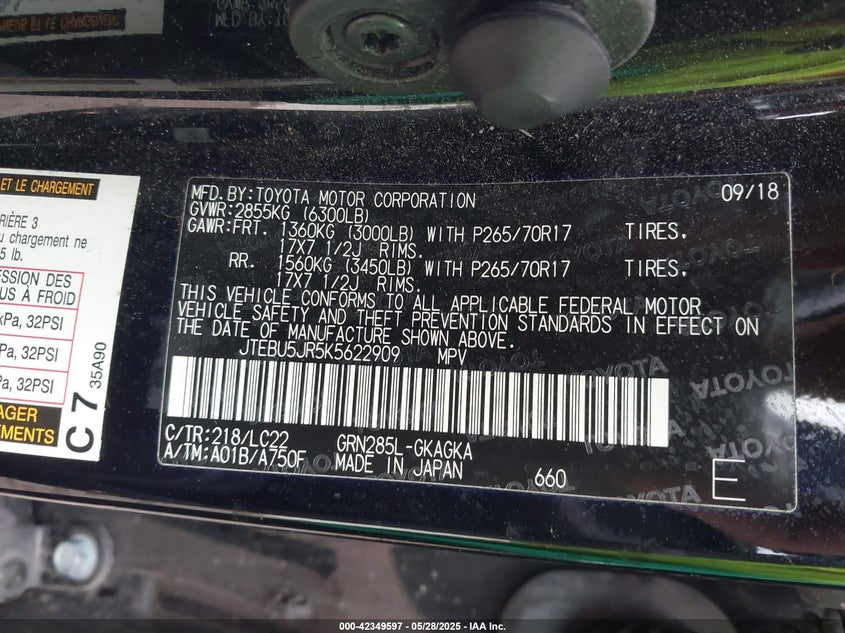 ET LE CHARGEMENT
RIÈRE 3
u chargement ne
5 lb.
ESSION DES
US À FROID
kPa, 32PSI
Pa, 32PSI
Pa, 32PSI
AGER
EMENTS
C 7 35A90
MFD.BY:TOYOTA MOTOR CORPORATION 09/18
GVWR:2855KG (6300LB)
GAWR:FRT. 1360KG (3000LB) WITH P265/70R17 TIRES.
17X7 1/2J RIMS.
RR. 1560KG (3450LB) WITH P265/70R17 TIRES.
17X7 1/2J RIMS.
THIS VEHICLE CONFORMS TO ALL APPLICABLE FEDERAL MOTOR
VEHICLE SAFETY AND THEFT PREVENTION STANDARDS IN EFFECT ON
THE DATE OF MANUFACTURE SHOWN ABOVE.
JTEBU5JR5K5622909 MPV
C/TR:218/LC22 GRN285L-GKAGKA
A/TM:A01B/A750F MADE IN JAPAN 660 E
000-42349597 - 05/28/2025 - IAA Inc.